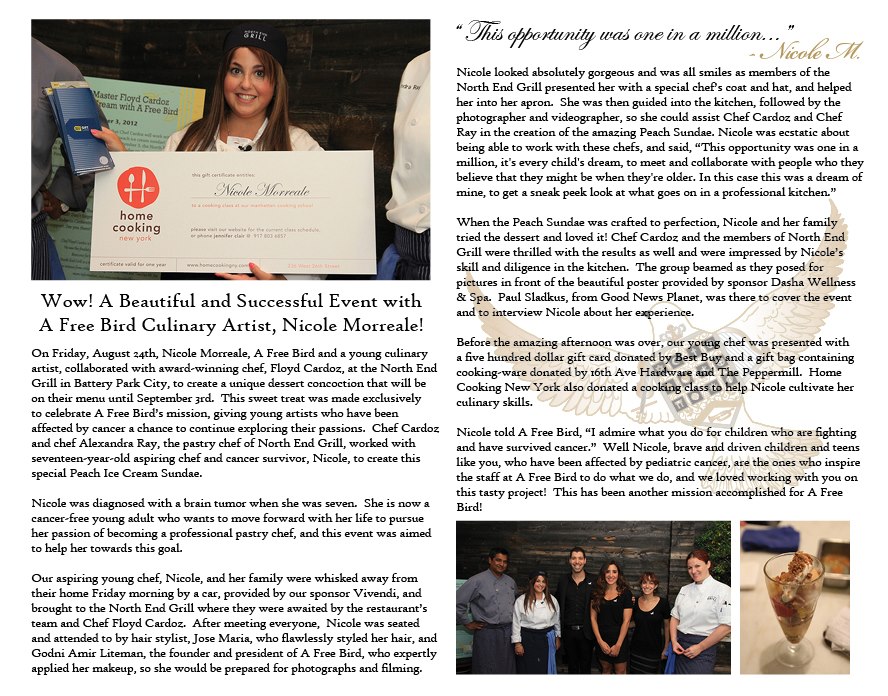 NORTH END
GRILL
Master Floyd Cardoz
Dream with A Free Bird
3, 2012
this gift certificate entitles:
Nicole Morreale
to a cooking class at our manhattan cooking school
home
cooking
new york
please visit our website for the current class schedule,
or phone jennifer clair @ 917 803 6857
certificate valid for one year
www.homecookingny.com
236 West 26th Street
Wow! A Beautiful and Successful Event with
A Free Bird Culinary Artist, Nicole Morreale!
On Friday, August 24th, Nicole Morreale, A Free Bird and a young culinary
artist, collaborated with award-winning chef, Floyd Cardoz, at the North End
Grill in Battery Park City, to create a unique dessert concoction that will be
on their menu until September 3rd. This sweet treat was made exclusively
to celebrate A Free Bird's mission, giving young artists who have been
affected by cancer a chance to continue exploring their passions. Chef Cardoz
and chef Alexandra Ray, the pastry chef of North End Grill, worked with
seventeen-year-old aspiring chef and cancer survivor, Nicole, to create this
special Peach Ice Cream Sundae.
Nicole was diagnosed with a brain tumor when she was seven. She is now a
cancer-free young adult who wants to move forward with her life to pursue
her passion of becoming a professional pastry chef, and this event was aimed
to help her towards this goal.
Our aspiring young chef, Nicole, and her family were whisked away from
their home Friday morning by a car, provided by our sponsor Vivendi, and
brought to the North End Grill where they were awaited by the restaurant's
team and Chef Floyd Cardoz. After meeting everyone, Nicole was seated
and attended to by hair stylist, Jose Maria, who flawlessly styled her hair, and
Godni Amir Liteman, the founder and president of A Free Bird, who expertly
applied her makeup, so she would be prepared for photographs and filming.
“ This opportunity was one in a million... ”
- Nicole M.
Nicole looked absolutely gorgeous and was all smiles as members of the
North End Grill presented her with a special chef's coat and hat, and helped
her into her apron. She was then guided into the kitchen, followed by the
photographer and videographer, so she could assist Chef Cardoz and Chef
Ray in the creation of the amazing Peach Sundae. Nicole was ecstatic about
being able to work with these chefs, and said, “This opportunity was one in a
million, it's every child's dream, to meet and collaborate with people who they
believe that they might be when they're older. In this case this was a dream of
mine, to get a sneak peek look at what goes on in a professional kitchen.”
When the Peach Sundae was crafted to perfection, Nicole and her family
tried the dessert and loved it! Chef Cardoz and the members of North End
Grill were thrilled with the results as well and were impressed by Nicole's
skill and diligence in the kitchen. The group beamed as they posed for
pictures in front of the beautiful poster provided by sponsor Dasha Wellness
& Spa. Paul Sladkus, from Good News Planet, was there to cover the event
and to interview Nicole about her experience.
Before the amazing afternoon was over, our young chef was presented with
a five hundred dollar gift card donated by Best Buy and a gift bag containing
cooking-ware donated by 16th Ave Hardware and The Peppermill. Home
Cooking New York also donated a cooking class to help Nicole cultivate her
culinary skills.
Nicole told A Free Bird, “I admire what you do for children who are fighting
and have survived cancer.” Well Nicole, brave and driven children and teens
like you, who have been affected by pediatric cancer, are the ones who inspire
the staff at A Free Bird to do what we do, and we loved working with you on
this tasty project! This has been another mission accomplished for A Free
Bird!